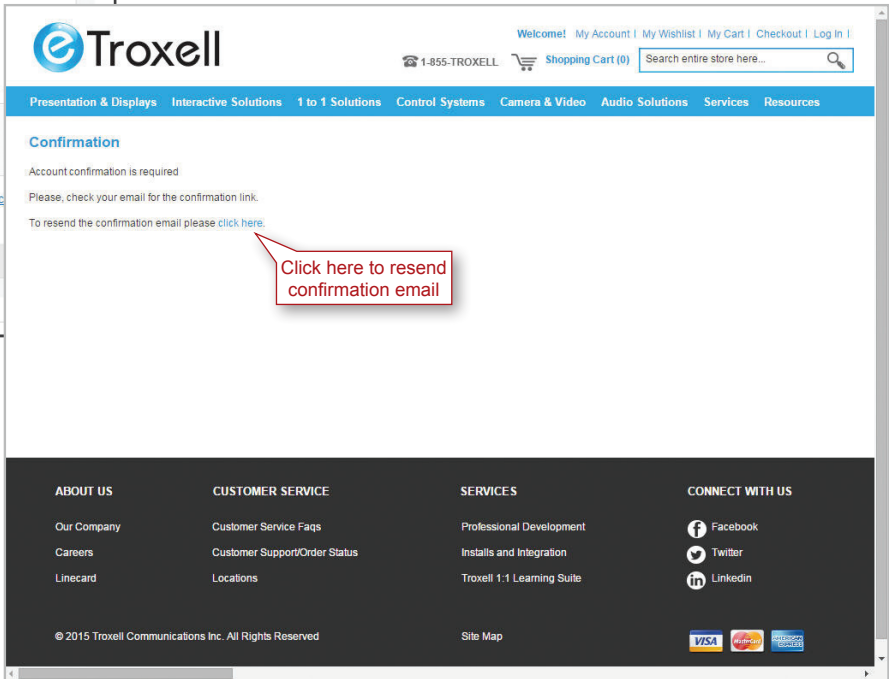 eTroxell
Welcome! My Account | My Wishlist | My Cart | Checkout | Log In |
1-855-TROXELL Shopping Cart (0) Search entire store here...
Presentation & Displays Interactive Solutions 1 to 1 Solutions Control Systems Camera & Video Audio Solutions Services Resources
Confirmation
Account confirmation is required
Please, check your email for the confirmation link.
To resend the confirmation email please click here.
Click here to resend
confirmation email
ABOUT US CUSTOMER SERVICE SERVICES CONNECT WITH US
Our Company Customer Service Faqs Professional Development Facebook
Careers Customer Support/Order Status Installs and Integration Twitter
Linecard Locations Troxell 1:1 Learning Suite Linkedin
© 2015 Troxell Communications Inc. All Rights Reserved Site Map VISA MasterCard AMERICAN EXPRESS